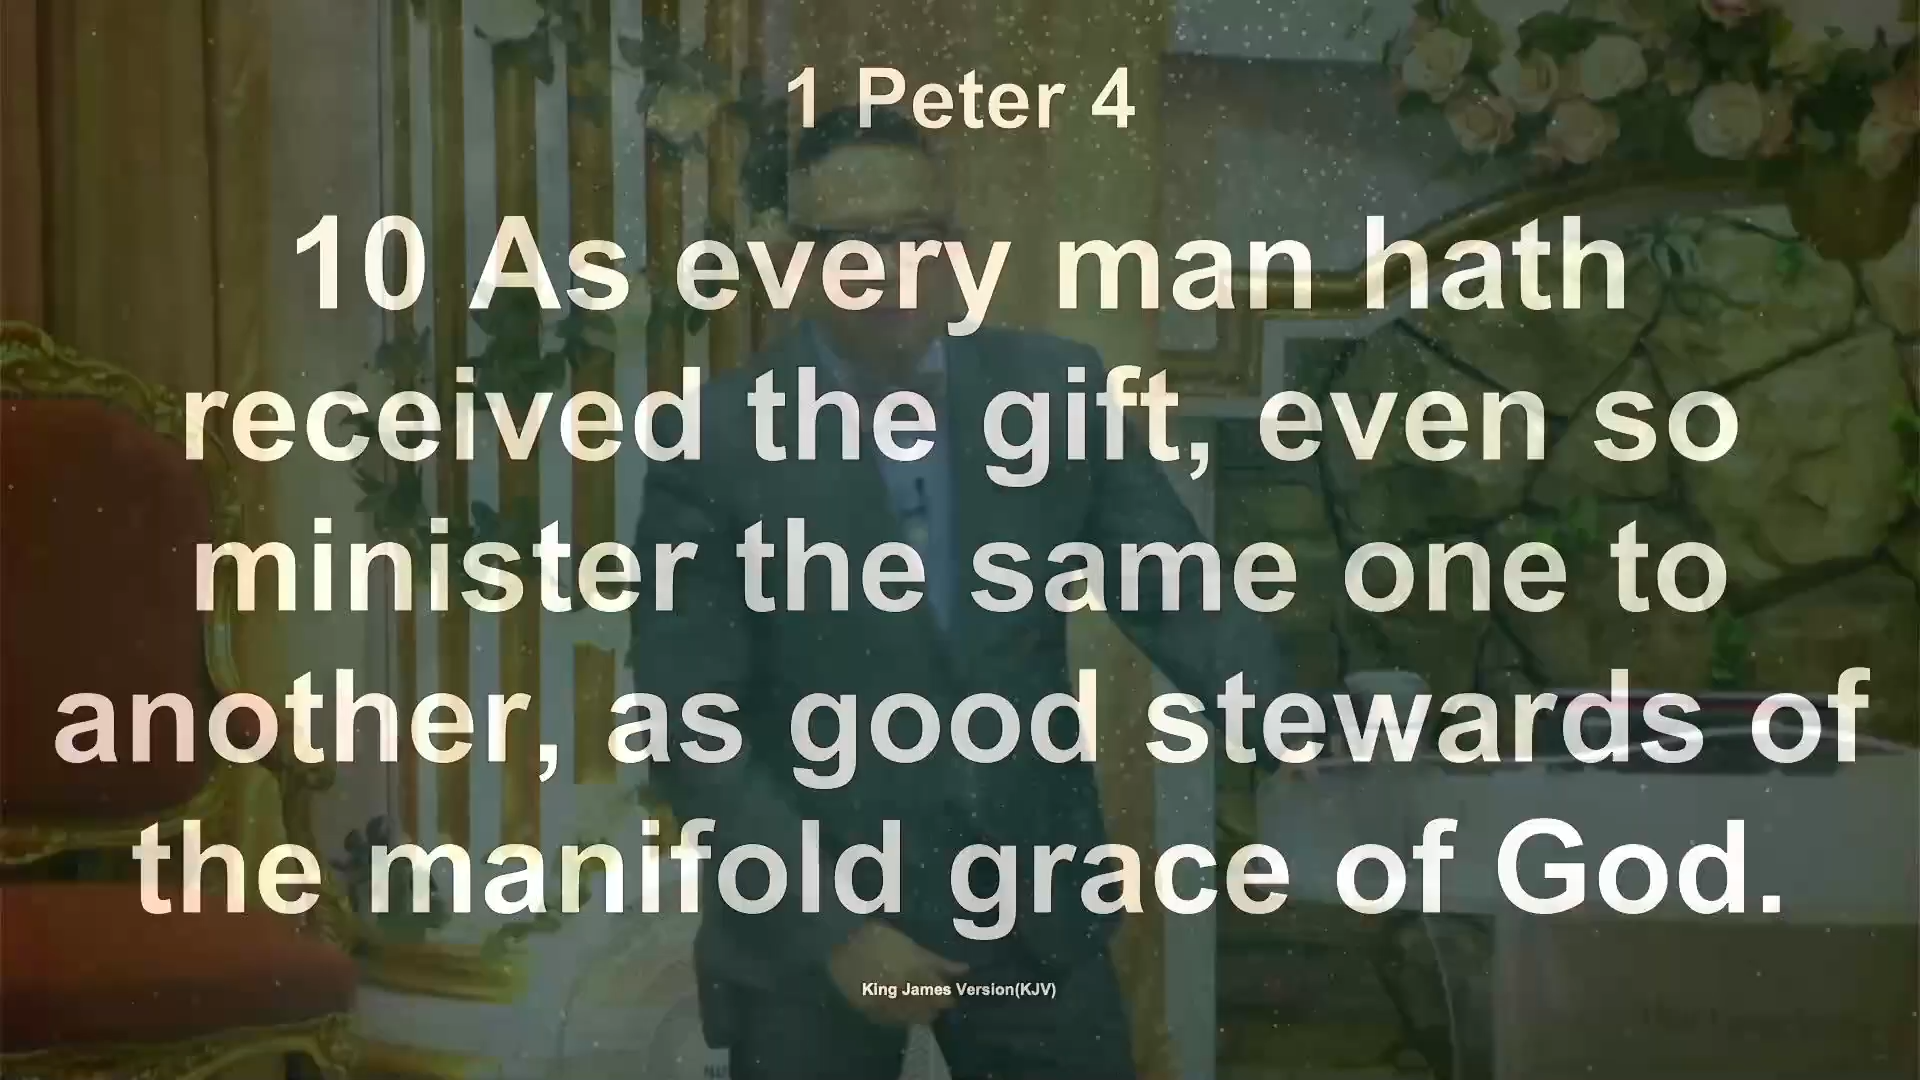 1 Peter 4
10 As every man hath
received the gift, even so
minister the same one to
another, as good stewards of
the manifold grace of God.
King James Version(KJV)